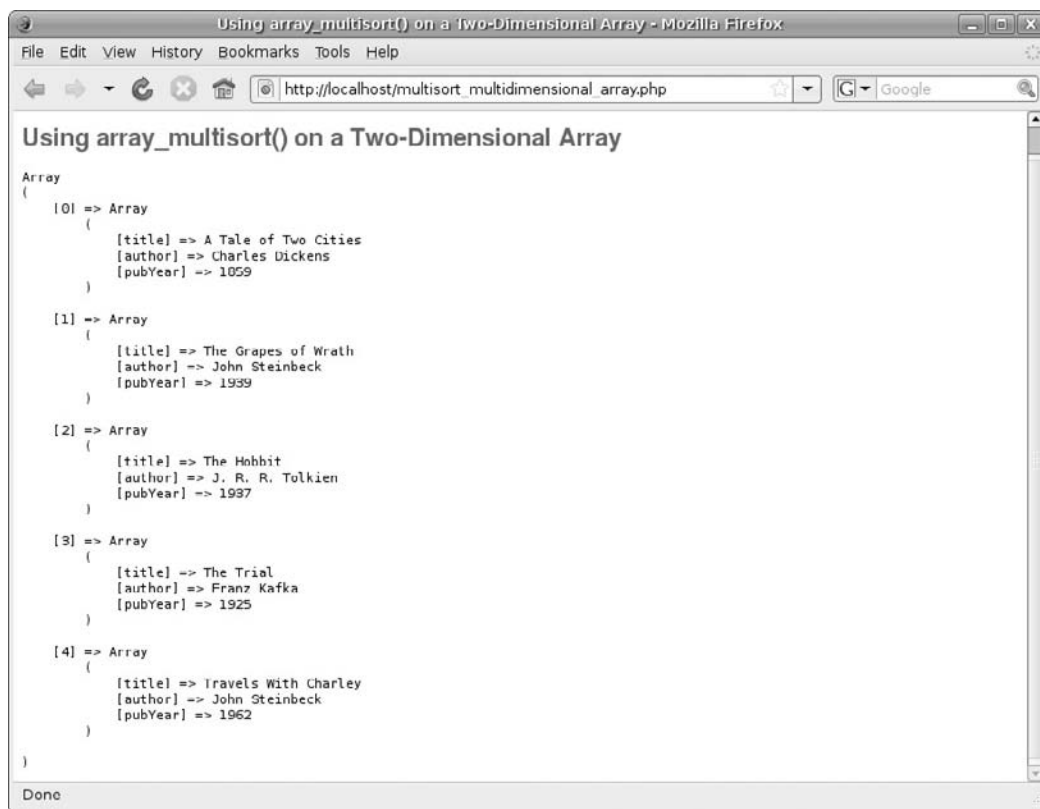 Using array_multisort() on a Two-Dimensional Array - Mozilla Firefox
File Edit View History Bookmarks Tools Help
http://localhost/multisort_multidimensional_array.php G Google
Using array_multisort() on a Two-Dimensional Array
Array
(
[0] => Array
(
[title] => A Tale of Two Cities
[author] => Charles Dickens
[pubYear] => 1859
)
[1] => Array
(
[title] => The Grapes of Wrath
[author] => John Steinbeck
[pubYear] => 1939
)
[2] => Array
(
[title] => The Hobbit
[author] => J. R. R. Tolkien
[pubYear] => 1937
)
[3] => Array
(
[title] => The Trial
[author] => Franz Kafka
[pubYear] => 1925
)
[4] => Array
(
[title] => Travels With Charley
[author] => John Steinbeck
[pubYear] => 1962
)
)
Done